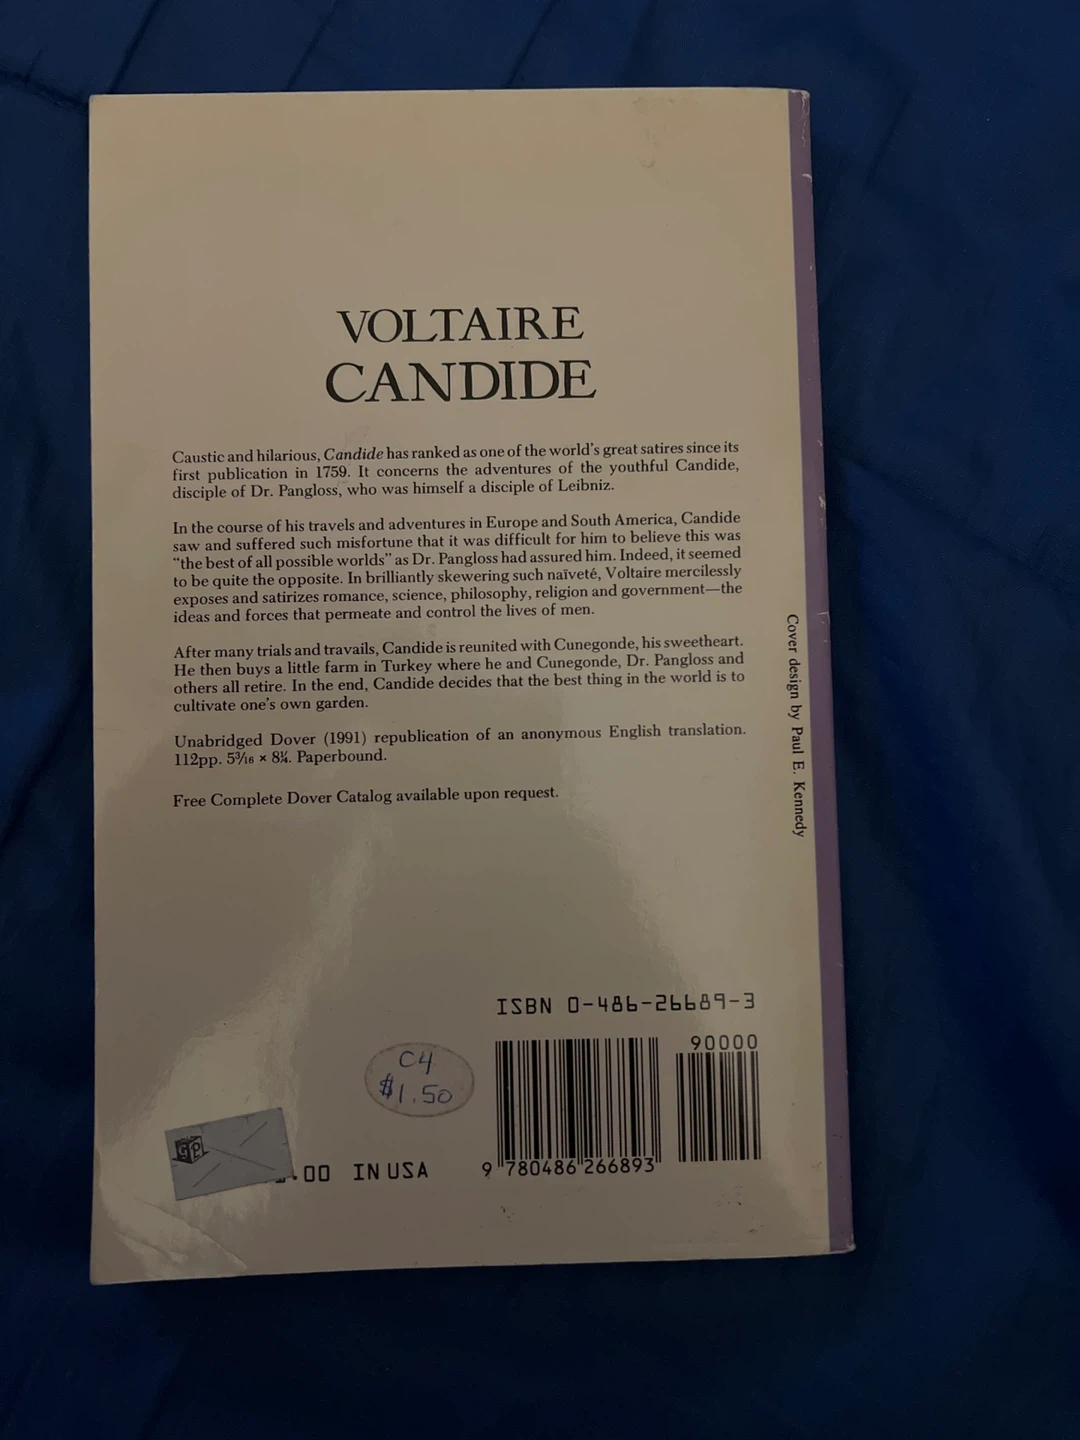 VOLTAIRE
CANDIDE
Caustic and hilarious, Candide has ranked as one of the world's great satires since its
first publication in 1759. It concerns the adventures of the youthful Candide,
disciple of Dr. Pangloss, who was himself a disciple of Leibniz.
In the course of his travels and adventures in Europe and South America, Candide
saw and suffered such misfortune that it was difficult for him to believe this was
"the best of all possible worlds" as Dr. Pangloss had assured him. Indeed, it seemed
to be quite the opposite. In brilliantly skewering such naïveté, Voltaire mercilessly
exposes and satirizes romance, science, philosophy, religion and government—the
ideas and forces that permeate and control the lives of men.
After many trials and travails, Candide is reunited with Cunegonde, his sweetheart.
He then buys a little farm in Turkey where he and Cunegonde, Dr. Pangloss and
others all retire. In the end, Candide decides that the best thing in the world is to
cultivate one's own garden.
Unabridged Dover (1991) republication of an anonymous English translation.
112pp. 5³⁄₁₆ × 8¼. Paperbound.
Free Complete Dover Catalog available upon request.
Cover design by Paul E. Kennedy
ISBN 0-486-26689-3
90000
C4
$1.50
.00 IN USA
9 780486 266893